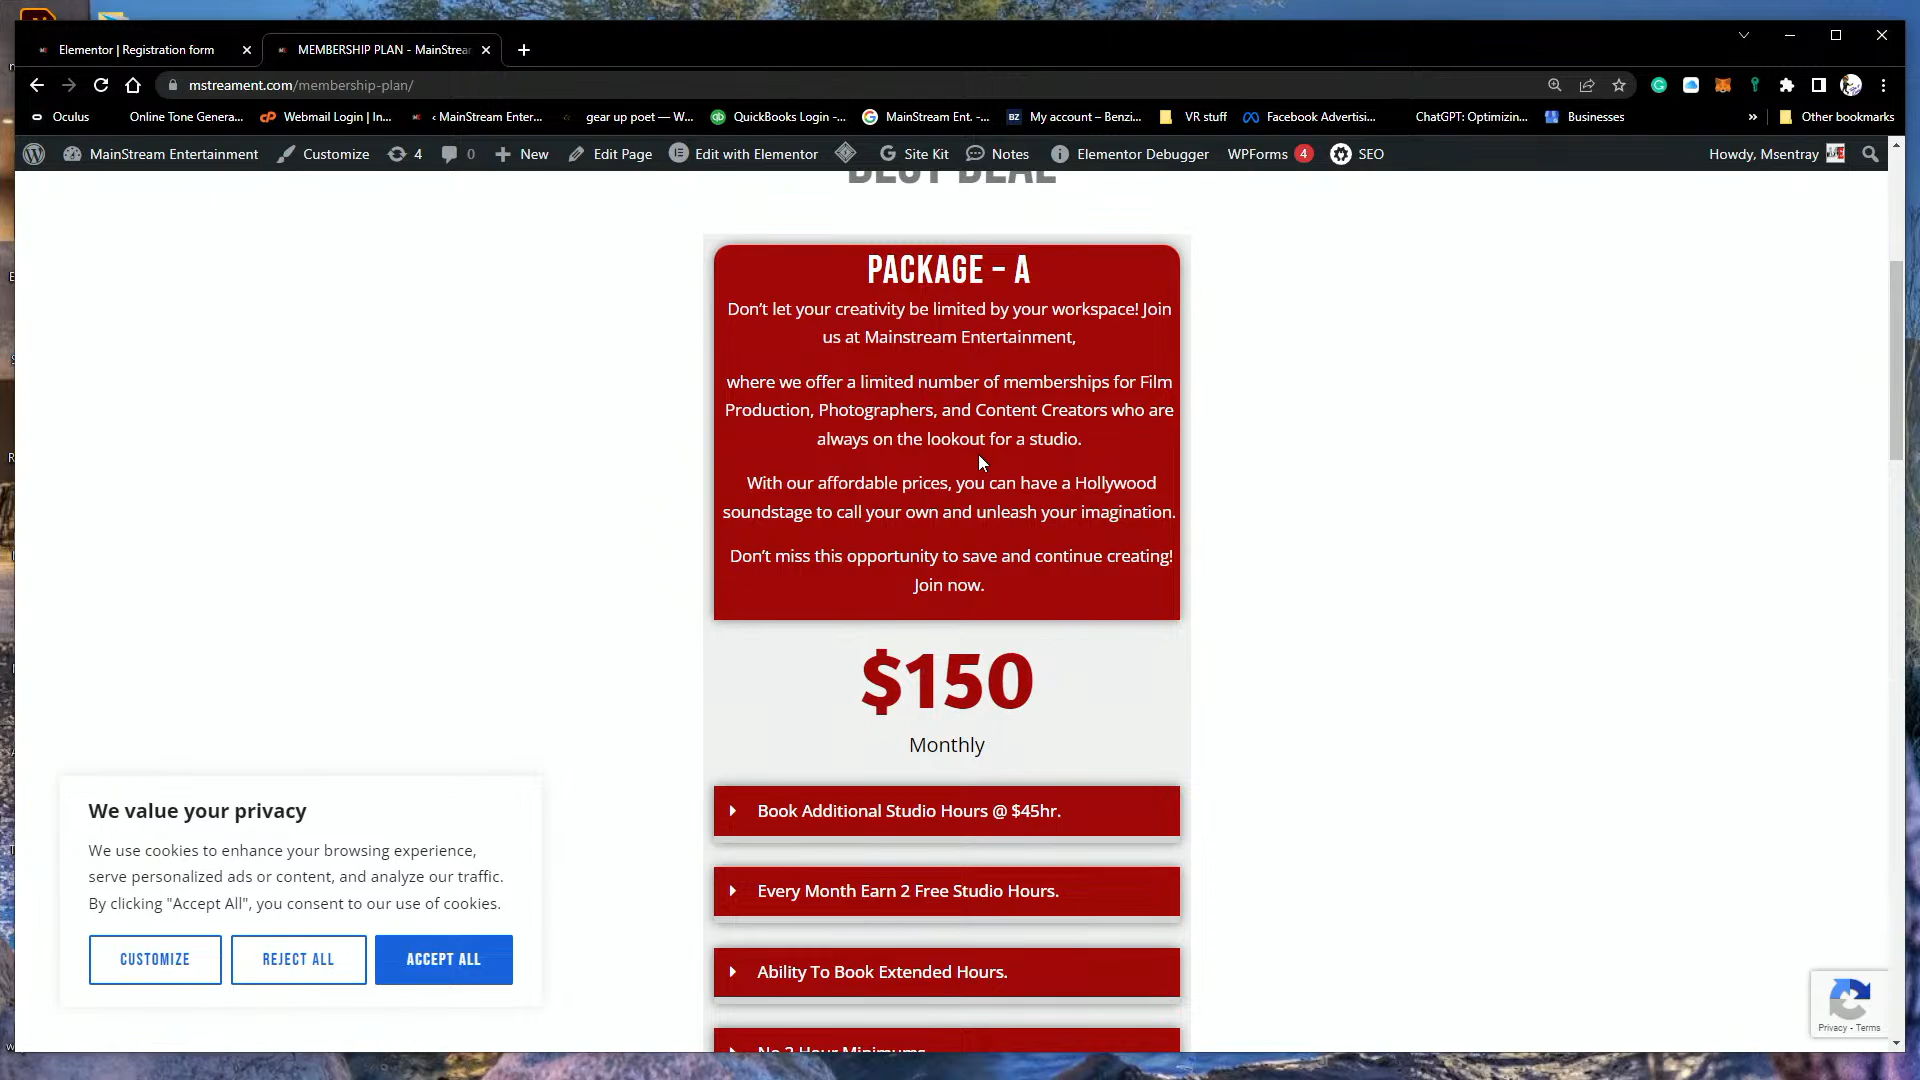 Elementor | Registration form
MEMBERSHIP PLAN - MainStrea
mstreament.com/membership-plan/
Oculus
Online Tone Genera...
Webmail Login | In...
‹ MainStream Enter...
gear up poet — W...
QuickBooks Login -...
MainStream Ent. -...
My account – Benzi...
VR stuff
Facebook Advertisi...
ChatGPT: Optimizin...
Businesses
»
Other bookmarks
MainStream Entertainment
Customize
4
0
New
Edit Page
Edit with Elementor
Site Kit
Notes
Elementor Debugger
WPForms 4
SEO
Howdy, Msentray
BEST DEAL
PACKAGE – A
Don’t let your creativity be limited by your workspace! Join
us at Mainstream Entertainment,
where we offer a limited number of memberships for Film
Production, Photographers, and Content Creators who are
always on the lookout for a studio.
With our affordable prices, you can have a Hollywood
soundstage to call your own and unleash your imagination.
Don’t miss this opportunity to save and continue creating!
Join now.
$150
Monthly
Book Additional Studio Hours @ $45hr.
Every Month Earn 2 Free Studio Hours.
Ability To Book Extended Hours.
No 2 Hour Minimums
We value your privacy
We use cookies to enhance your browsing experience,
serve personalized ads or content, and analyze our traffic.
By clicking "Accept All", you consent to our use of cookies.
CUSTOMIZE
REJECT ALL
ACCEPT ALL
Privacy - Terms